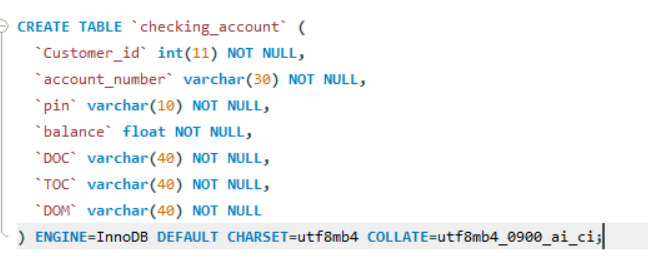 CREATE TABLE `checking_account` (
`Customer_id` int(11) NOT NULL,
`account_number` varchar(30) NOT NULL,
`pin` varchar(10) NOT NULL,
`balance` float NOT NULL,
`DOC` varchar(40) NOT NULL,
`TOC` varchar(40) NOT NULL,
`DOM` varchar(40) NOT NULL
) ENGINE=InnoDB DEFAULT CHARSET=utf8mb4 COLLATE=utf8mb4_0900_ai_ci;